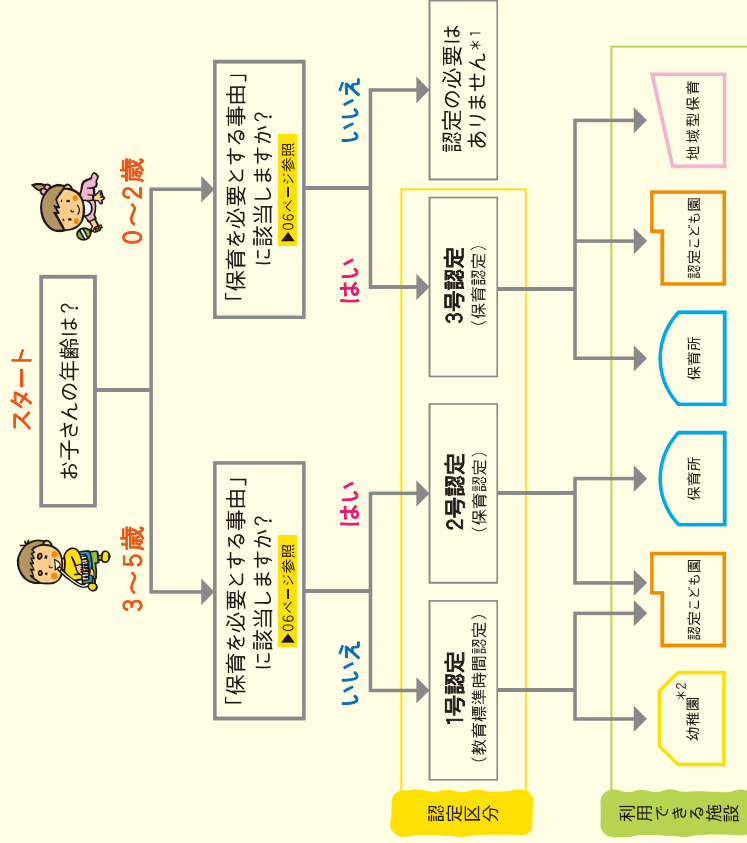 スタート
お子さんの年齢は？
3～5歳
0～2歳
「保育を必要とする事由」
に該当しますか？
▶06ページ参照
「保育を必要とする事由」
に該当しますか？
▶06ページ参照
いいえ
はい
はい
いいえ
認定区分
1号認定
（教育標準時間認定）
2号認定
（保育認定）
3号認定
（保育認定）
認定の必要は
ありません*1
利用できる施設
幼稚園*2
認定こども園
保育所
保育所
認定こども園
地域型保育